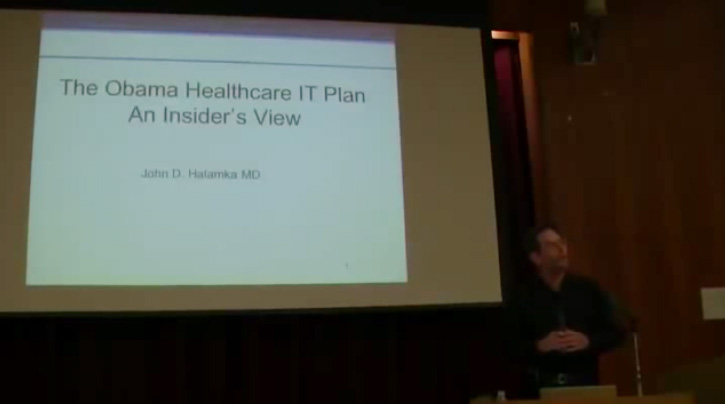 The Obama Healthcare IT Plan
An Insider's View
John D. Halamka MD